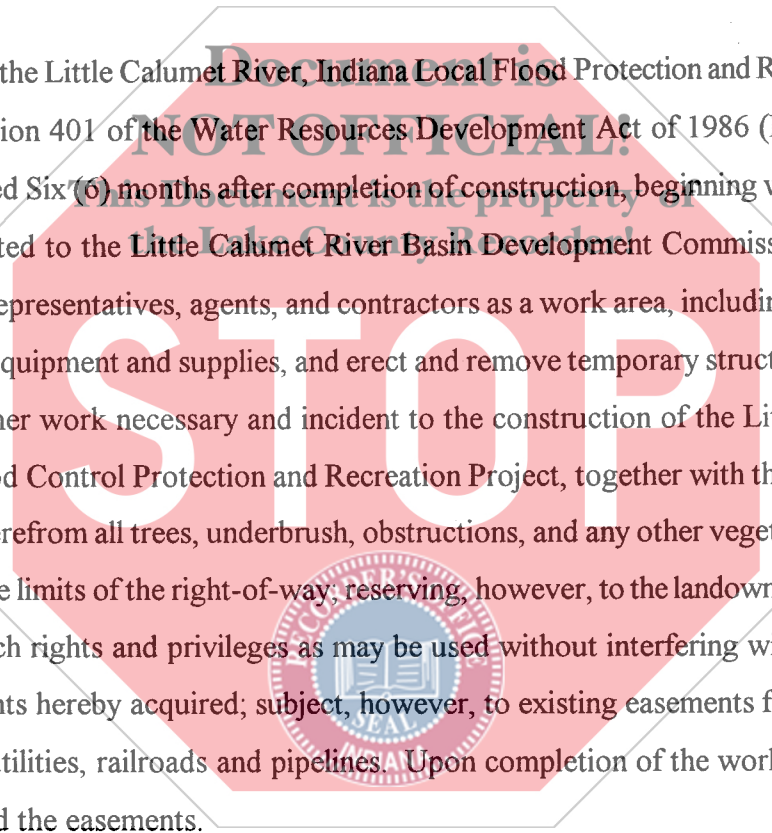 the Little Calumet River, Indiana Local Flood Protection and R
Document is
ion 401 of the Water Resources Development Act of 1986 (
NOT OFFICIAL!
ed Six (6) months after completion of construction, beginning
This Document is the property of
ted to the Little Calumet River Basin Development Commiss
the Lake County Recorder!
epresentatives, agents, and contractors as a work area, includin
quipment and supplies, and erect and remove temporary struct
STOP
er work necessary and incident to the construction of the Li
d Control Protection and Recreation Project, together with th
erefrom all trees, underbrush, obstructions, and any other veget
e limits of the right-of-way; reserving, however, to the landown
ch rights and privileges as may be used without interfering wi
RECORDER'S OFFICE
nts hereby acquired; subject, however, to existing easements f
SEAL
tilities, railroads and pipelines. Upon completion of the wor
INDIANA
d the easements.